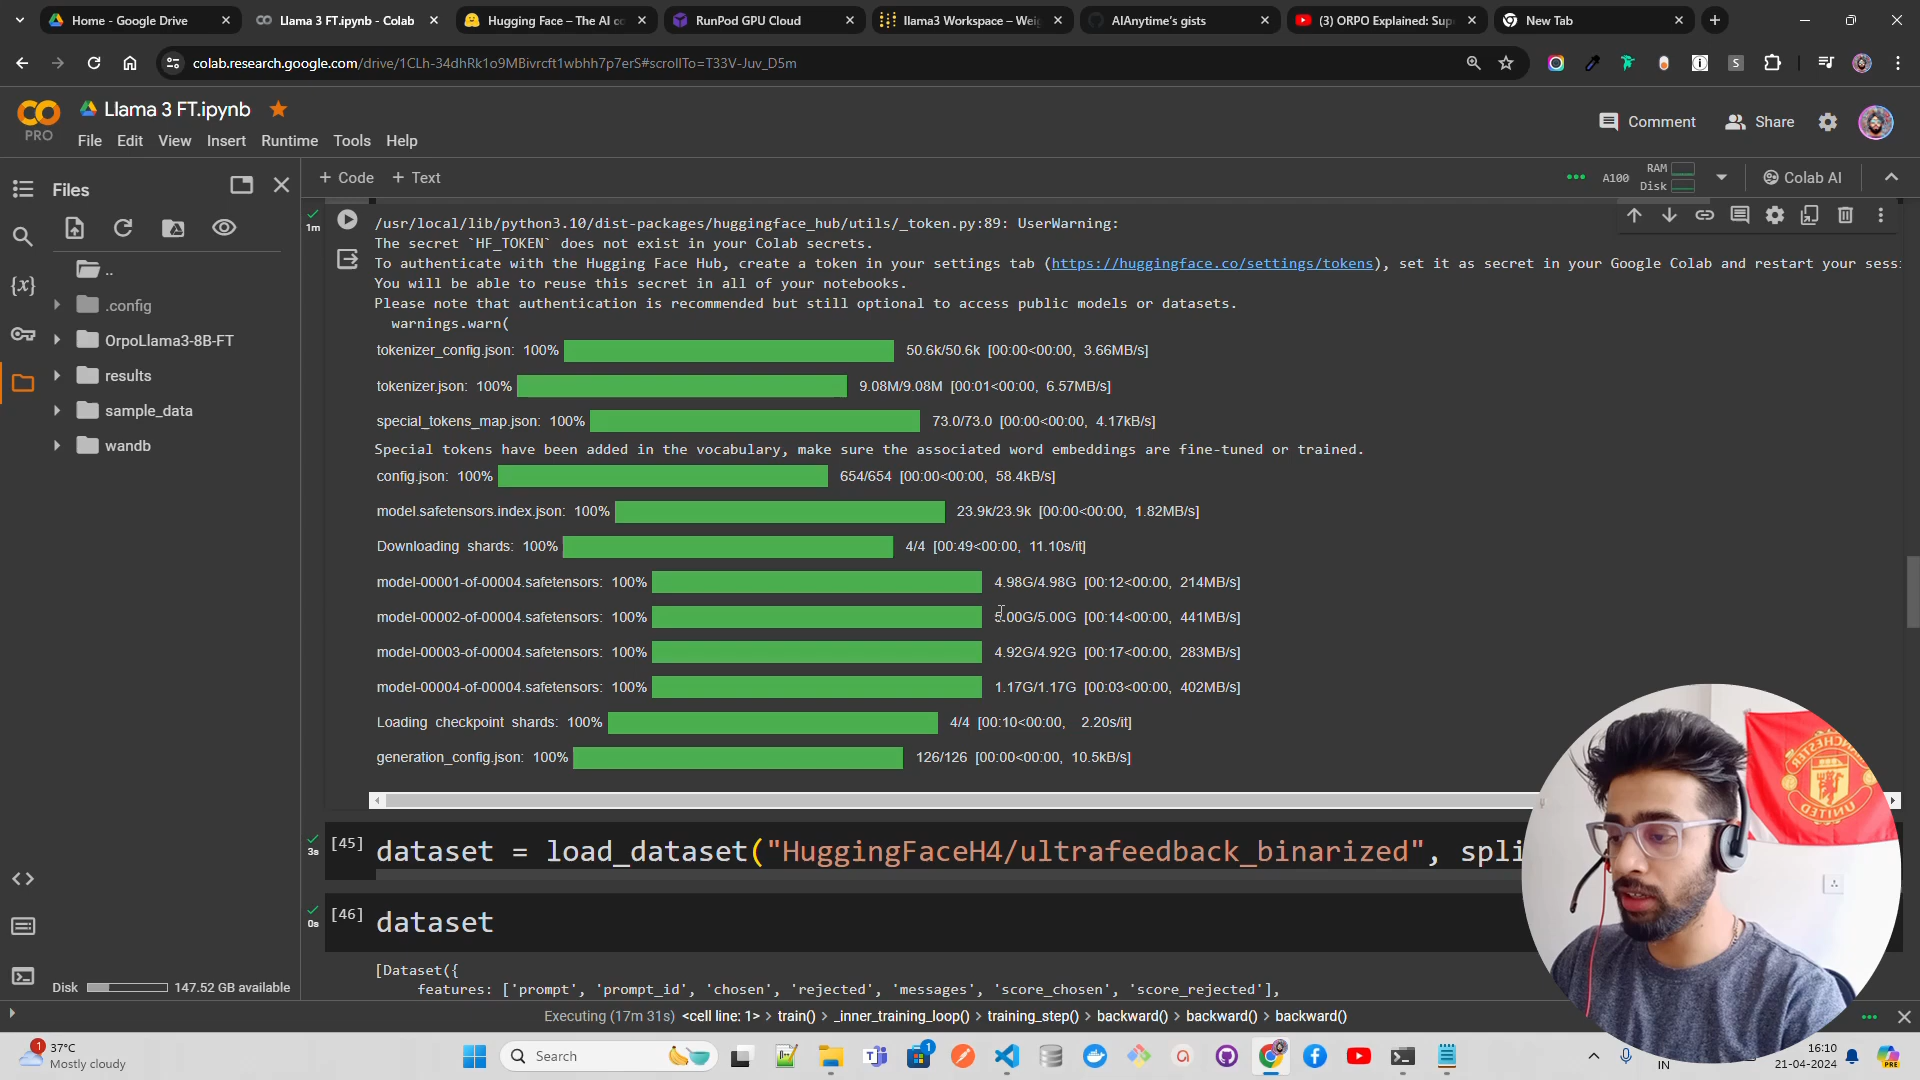 Home - Google Drive
Llama 3 FT.ipynb - Colab
Hugging Face – The AI co
RunPod GPU Cloud
llama3 Workspace – Wei
AIAnytime's gists
(3) ORPO Explained: Sup
New Tab
colab.research.google.com/drive/1CLh-34dhRk1o9MBivrcft1wbhh7p7erS#scrollTo=T33V-Juv_D5m
Llama 3 FT.ipynb
PRO
File Edit View Insert Runtime Tools Help
Comment
Share
Files
+ Code + Text
A100
RAM
Disk
Colab AI
..
.config
OrpoLlama3-8B-FT
results
sample_data
wandb
1m
/usr/local/lib/python3.10/dist-packages/huggingface_hub/utils/_token.py:89: UserWarning:
The secret `HF_TOKEN` does not exist in your Colab secrets.
To authenticate with the Hugging Face Hub, create a token in your settings tab (https://huggingface.co/settings/tokens), set it as secret in your Google Colab and restart your sess
You will be able to reuse this secret in all of your notebooks.
Please note that authentication is recommended but still optional to access public models or datasets.
warnings.warn(
tokenizer_config.json: 100% 50.6k/50.6k [00:00<00:00, 3.66MB/s]
tokenizer.json: 100% 9.08M/9.08M [00:01<00:00, 6.57MB/s]
special_tokens_map.json: 100% 73.0/73.0 [00:00<00:00, 4.17kB/s]
Special tokens have been added in the vocabulary, make sure the associated word embeddings are fine-tuned or trained.
config.json: 100% 654/654 [00:00<00:00, 58.4kB/s]
model.safetensors.index.json: 100% 23.9k/23.9k [00:00<00:00, 1.82MB/s]
Downloading shards: 100% 4/4 [00:49<00:00, 11.10s/it]
model-00001-of-00004.safetensors: 100% 4.98G/4.98G [00:12<00:00, 214MB/s]
model-00002-of-00004.safetensors: 100% 5.00G/5.00G [00:14<00:00, 441MB/s]
model-00003-of-00004.safetensors: 100% 4.92G/4.92G [00:17<00:00, 283MB/s]
model-00004-of-00004.safetensors: 100% 1.17G/1.17G [00:03<00:00, 402MB/s]
Loading checkpoint shards: 100% 4/4 [00:10<00:00, 2.20s/it]
generation_config.json: 100% 126/126 [00:00<00:00, 10.5kB/s]
3s
[45] dataset = load_dataset("HuggingFaceH4/ultrafeedback_binarized", spli
0s
[46] dataset
[Dataset({
features: ['prompt', 'prompt_id', 'chosen', 'rejected', 'messages', 'score_chosen', 'score_rejected'],
Disk 147.52 GB available
Executing (17m 31s) <cell line: 1> > train() > _inner_training_loop() > training_step() > backward() > backward() > backward()
MANCHESTER
UNITED
1
37°C
Mostly cloudy
Search
1
IN
16:10
21-04-2024
PRE